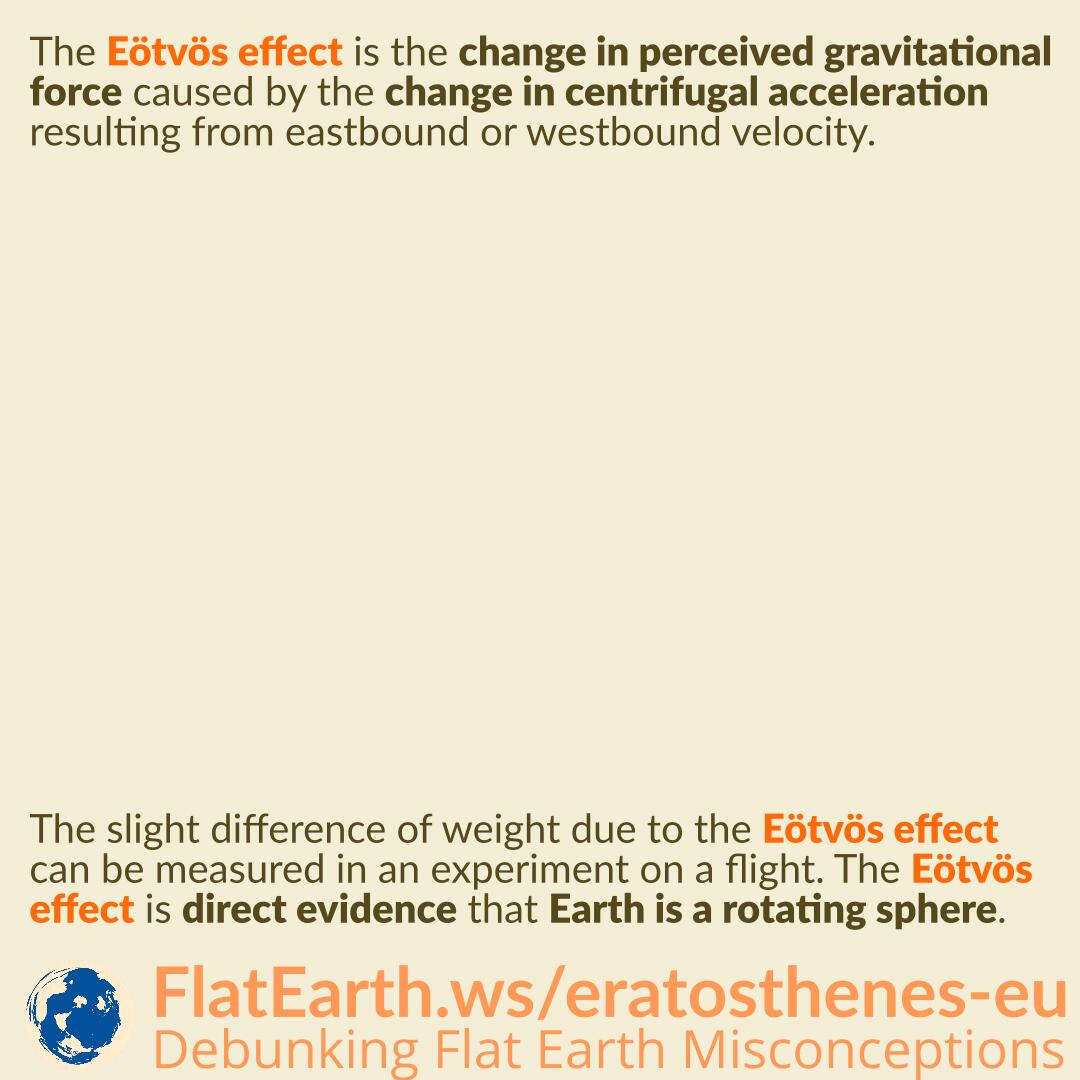 The Eötvös effect is the change in perceived gravitational
force caused by the change in centrifugal acceleration
resulting from eastbound or westbound velocity.
The slight difference of weight due to the Eötvös effect
can be measured in an experiment on a flight. The Eötvös
effect is direct evidence that Earth is a rotating sphere.
FlatEarth.ws/eratosthenes-eu
Debunking Flat Earth Misconceptions